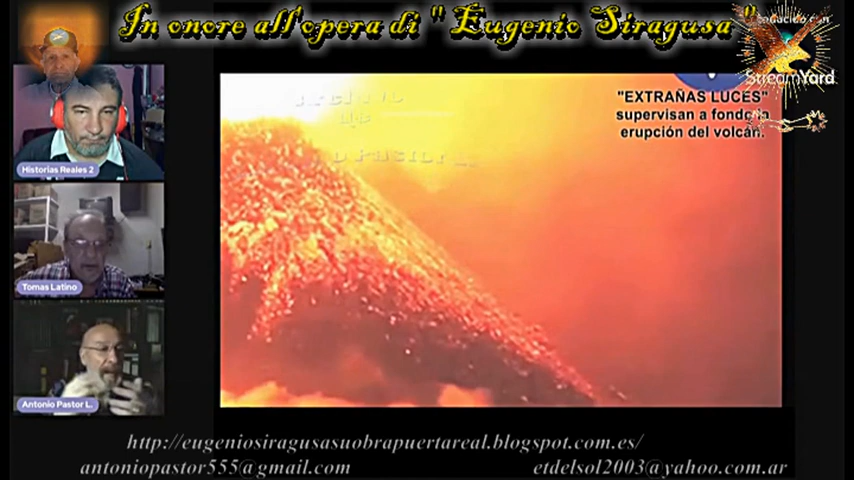 In onore all'opera di "Eugenio Siragusa"
StreamYard
"EXTRAÑAS LUCES"
supervisan a fondo la
erupción del volcán.
Historias Reales 2
Tomas Latino
Antonio Pastor L.
http://eugeniosiragusasuobrapuertareal.blogspot.com.es/
antoniopastor555@gmail.com
etdelsol2003@yahoo.com.ar